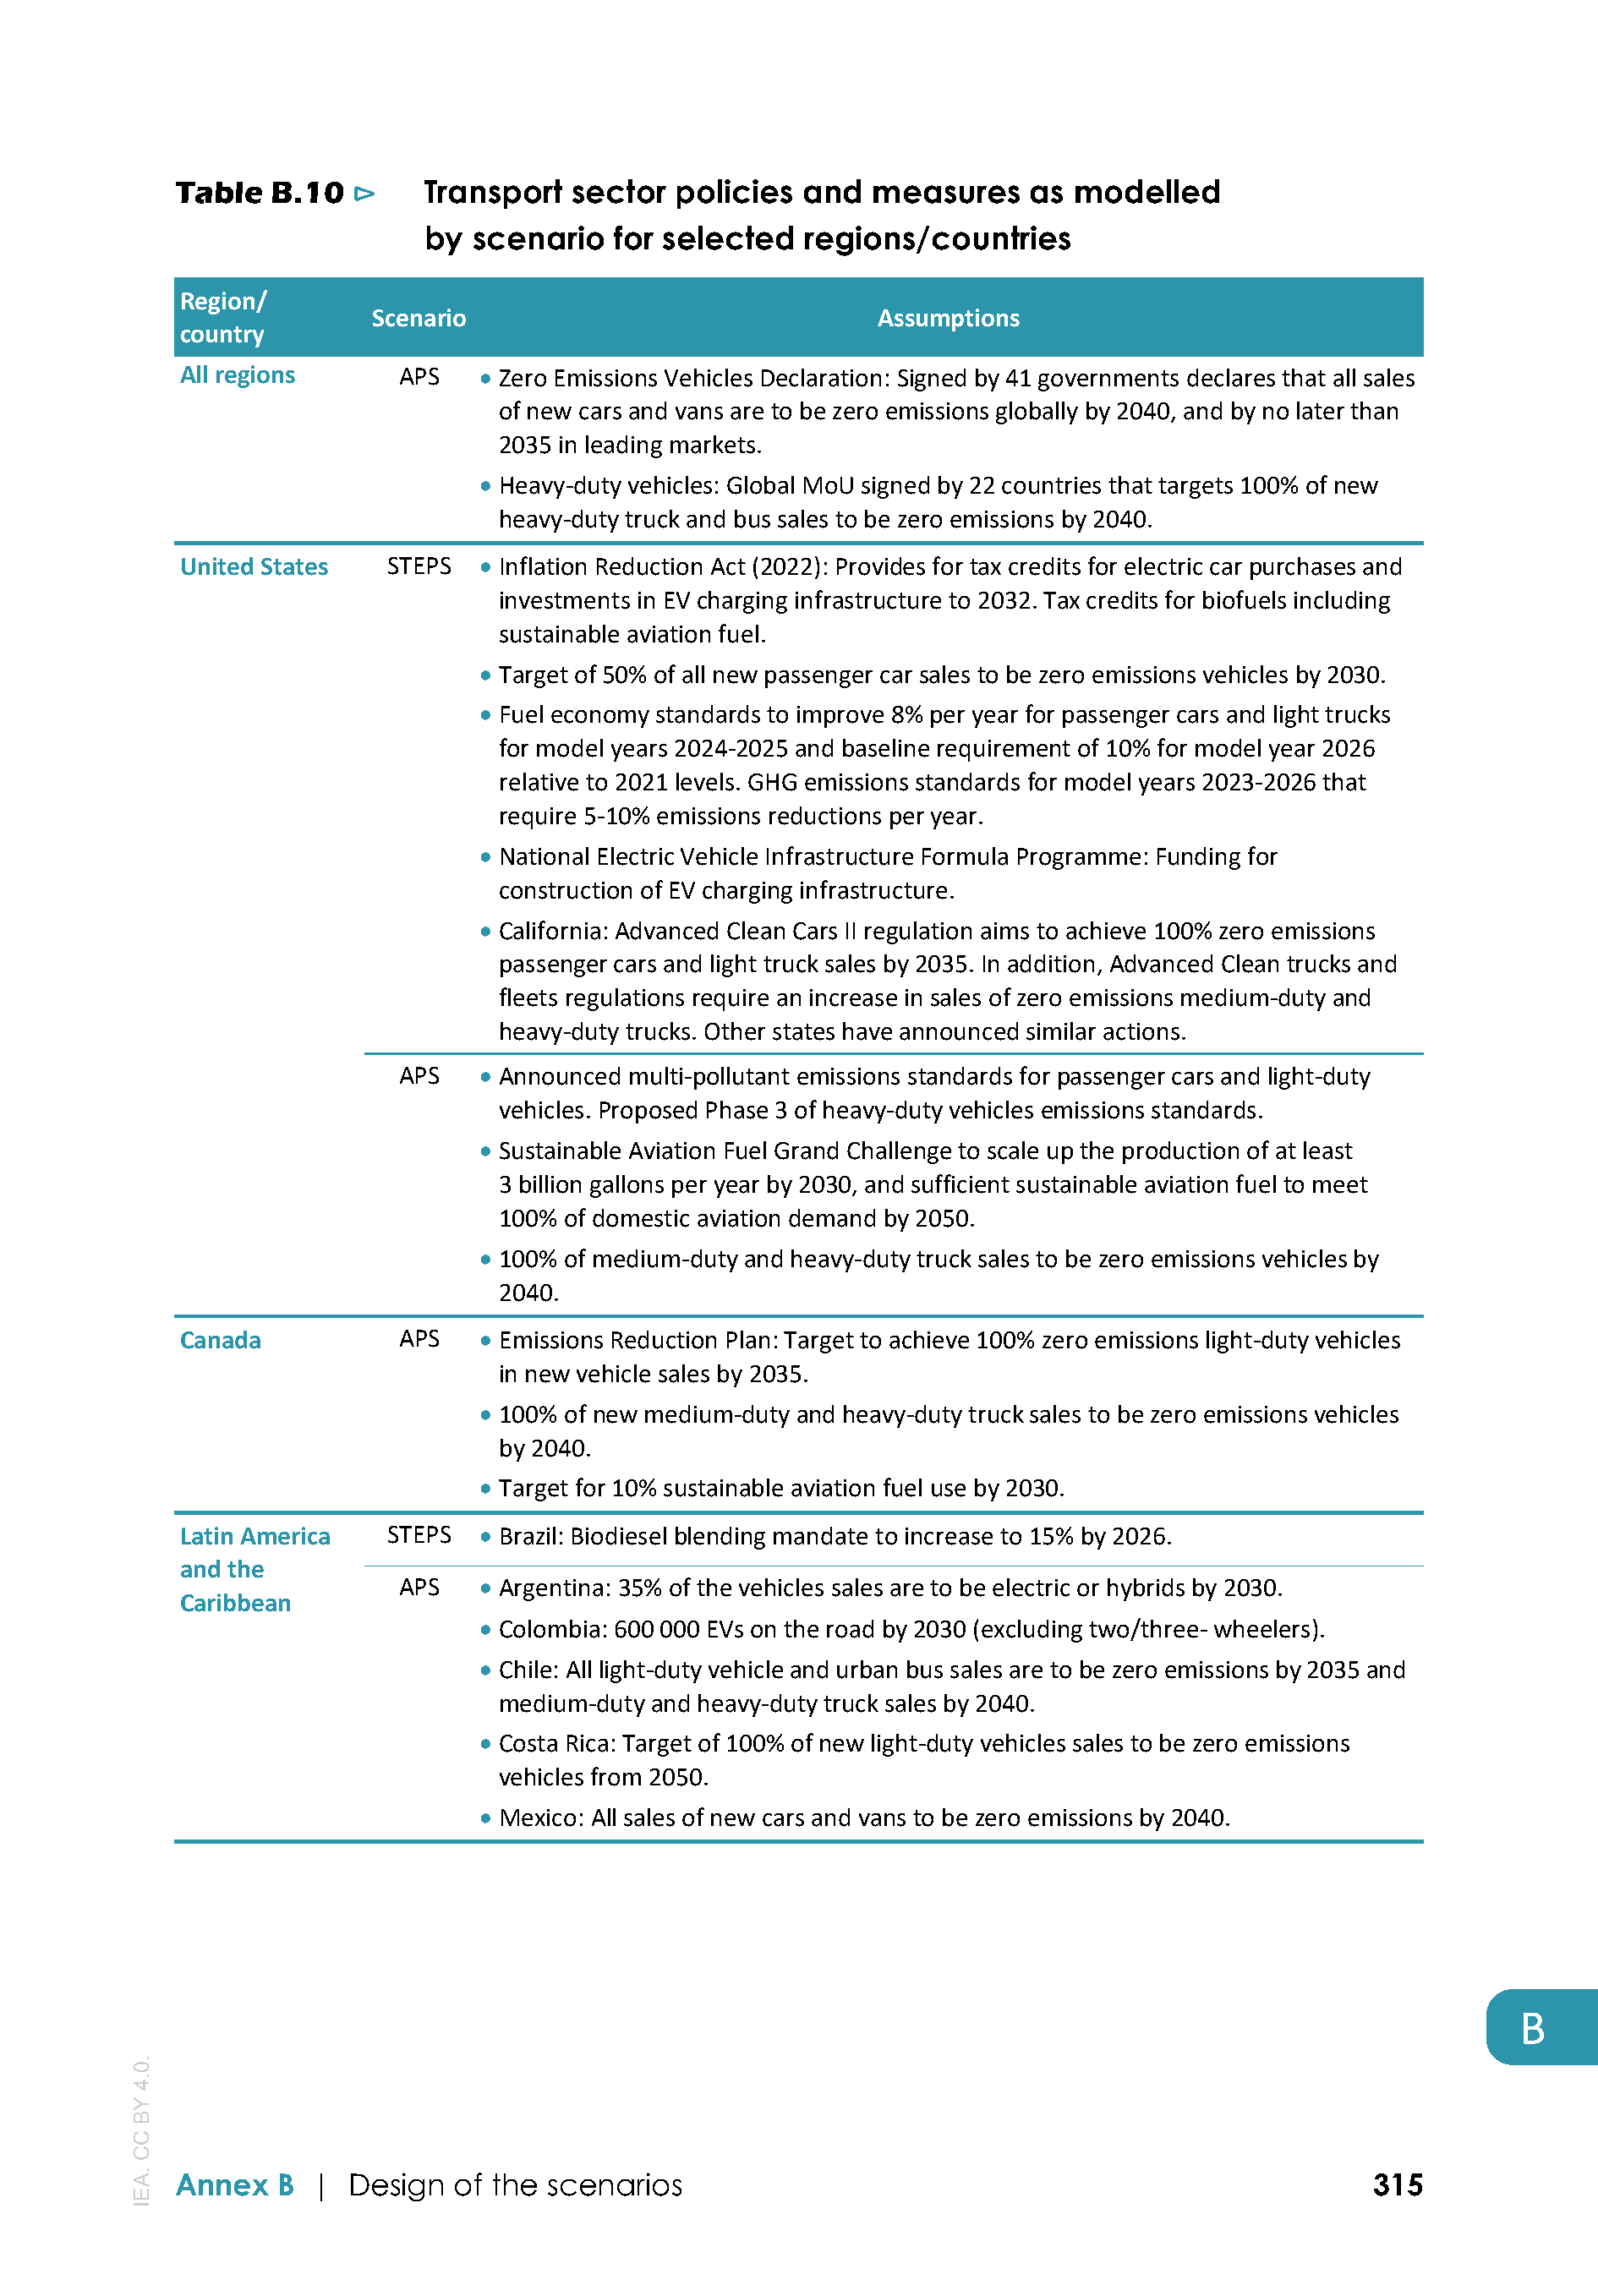 Table B.10 ⊳ Transport sector policies and measures as modelled
by scenario for selected regions/countries
Region/
country
Scenario
Assumptions
All regions APS • Zero Emissions Vehicles Declaration: Signed by 41 governments declares that all sales
of new cars and vans are to be zero emissions globally by 2040, and by no later than
2035 in leading markets.
• Heavy-duty vehicles: Global MoU signed by 22 countries that targets 100% of new
heavy-duty truck and bus sales to be zero emissions by 2040.
United States STEPS • Inflation Reduction Act (2022): Provides for tax credits for electric car purchases and
investments in EV charging infrastructure to 2032. Tax credits for biofuels including
sustainable aviation fuel.
• Target of 50% of all new passenger car sales to be zero emissions vehicles by 2030.
• Fuel economy standards to improve 8% per year for passenger cars and light trucks
for model years 2024-2025 and baseline requirement of 10% for model year 2026
relative to 2021 levels. GHG emissions standards for model years 2023-2026 that
require 5-10% emissions reductions per year.
• National Electric Vehicle Infrastructure Formula Programme: Funding for
construction of EV charging infrastructure.
• California: Advanced Clean Cars II regulation aims to achieve 100% zero emissions
passenger cars and light truck sales by 2035. In addition, Advanced Clean trucks and
fleets regulations require an increase in sales of zero emissions medium-duty and
heavy-duty trucks. Other states have announced similar actions.
APS • Announced multi-pollutant emissions standards for passenger cars and light-duty
vehicles. Proposed Phase 3 of heavy-duty vehicles emissions standards.
• Sustainable Aviation Fuel Grand Challenge to scale up the production of at least
3 billion gallons per year by 2030, and sufficient sustainable aviation fuel to meet
100% of domestic aviation demand by 2050.
• 100% of medium-duty and heavy-duty truck sales to be zero emissions vehicles by
2040.
Canada APS • Emissions Reduction Plan: Target to achieve 100% zero emissions light-duty vehicles
in new vehicle sales by 2035.
• 100% of new medium-duty and heavy-duty truck sales to be zero emissions vehicles
by 2040.
• Target for 10% sustainable aviation fuel use by 2030.
Latin America
and the
Caribbean
STEPS • Brazil: Biodiesel blending mandate to increase to 15% by 2026.
APS • Argentina: 35% of the vehicles sales are to be electric or hybrids by 2030.
• Colombia: 600 000 EVs on the road by 2030 (excluding two/three- wheelers).
• Chile: All light-duty vehicle and urban bus sales are to be zero emissions by 2035 and
medium-duty and heavy-duty truck sales by 2040.
• Costa Rica: Target of 100% of new light-duty vehicles sales to be zero emissions
vehicles from 2050.
• Mexico: All sales of new cars and vans to be zero emissions by 2040.
B
IEA. CC BY 4.0.
Annex B | Design of the scenarios 315